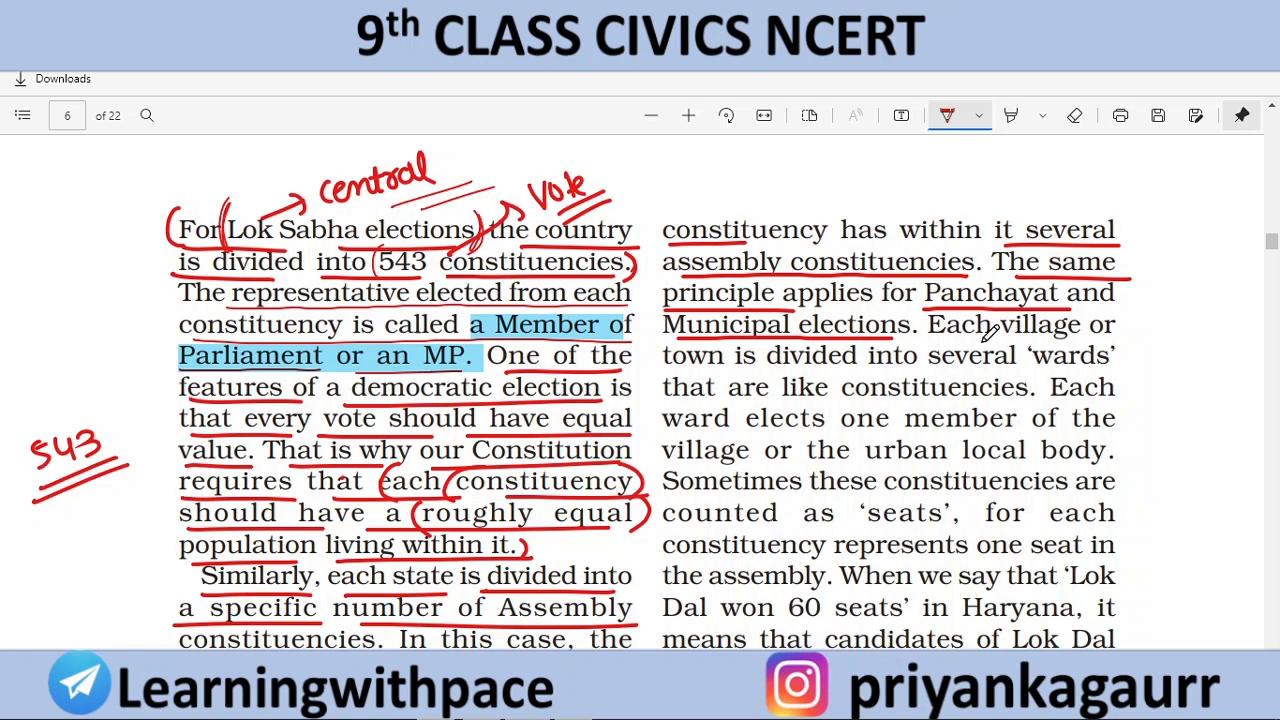 9th CLASS CIVICS NCERT
Downloads
6 of 22
central
Vote
For Lok Sabha elections, the country
is divided into 543 constituencies.
The representative elected from each
constituency is called a Member of
Parliament or an MP. One of the
features of a democratic election is
that every vote should have equal
value. That is why our Constitution
requires that each constituency
should have a roughly equal
population living within it.
Similarly, each state is divided into
a specific number of Assembly
constituencies. In this case, the
543
constituency has within it several
assembly constituencies. The same
principle applies for Panchayat and
Municipal elections. Each village or
town is divided into several ‘wards’
that are like constituencies. Each
ward elects one member of the
village or the urban local body.
Sometimes these constituencies are
counted as ‘seats’, for each
constituency represents one seat in
the assembly. When we say that ‘Lok
Dal won 60 seats’ in Haryana, it
means that candidates of Lok Dal
Learningwithpace
priyankagaurr